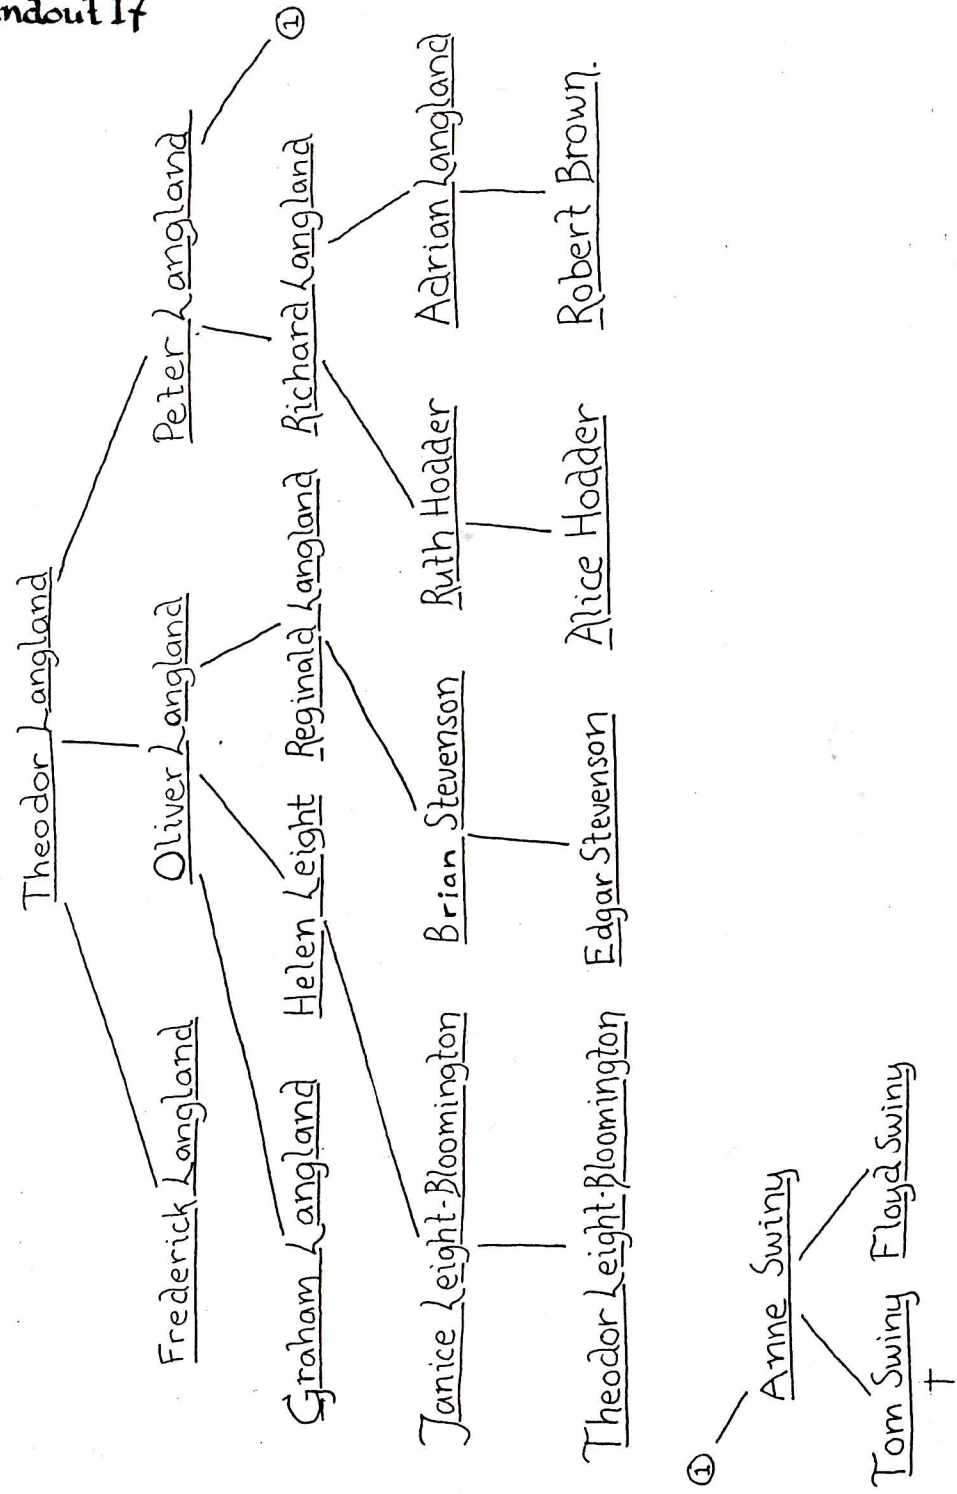 ndout If
Theodor Langland
Frederick Langland
Oliver Langland
Peter Langland
①
Graham Langland
Helen Leight
Reginald Langland
Richard Langland
Janice Leight-Bloomington
Brian Stevenson
Ruth Hodder
Adrian Langland
Theodor Leight-Bloomington
Edgar Stevenson
Alice Hodder
Robert Brown.
①
Anne Swiny
Tom Swiny
Floyd Swiny
†